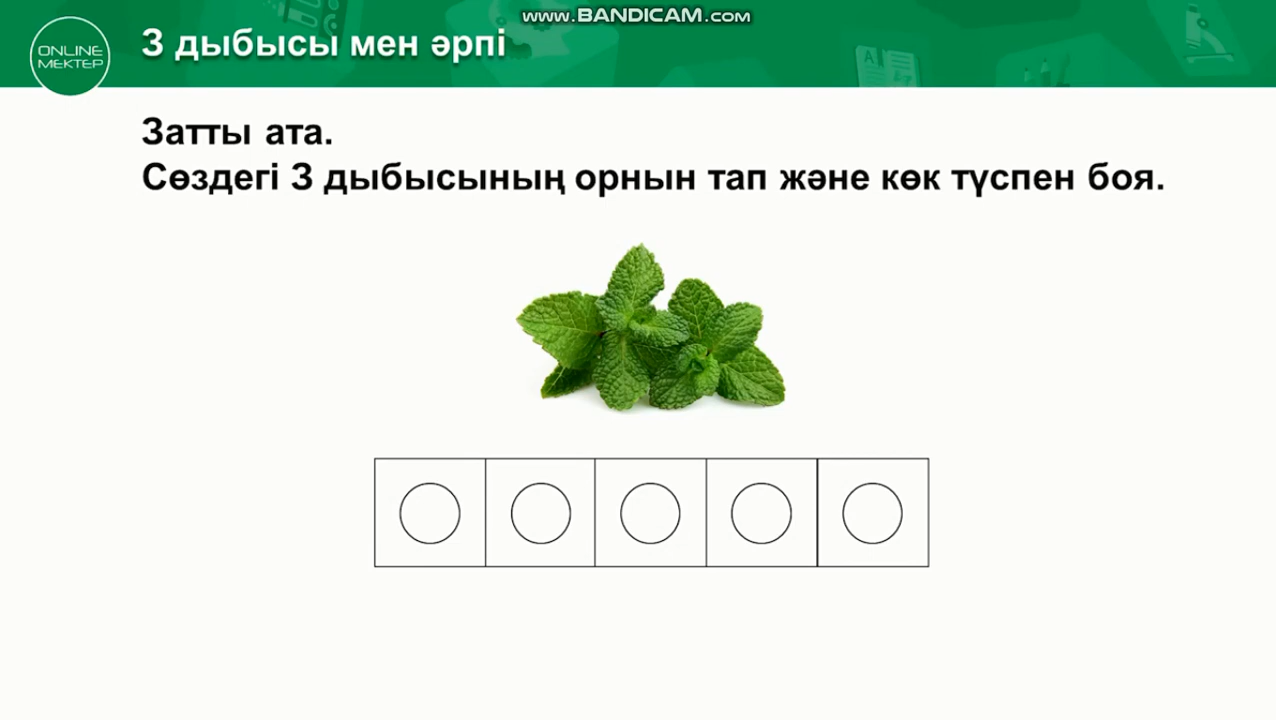 www.BANDICAM.com
ONLINE
МЕКТЕР
З дыбысы мен әрпі
Затты ата.
Сөздегі З дыбысының орнын тап және көк түспен боя.